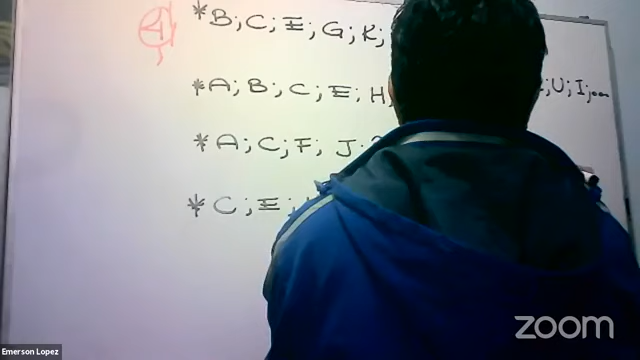 *B; C; E; G; K;
*A; B; C; E; H ; U; I; ...
*A; C; F; J;
*C; E;
zoom
Emerson Lopez